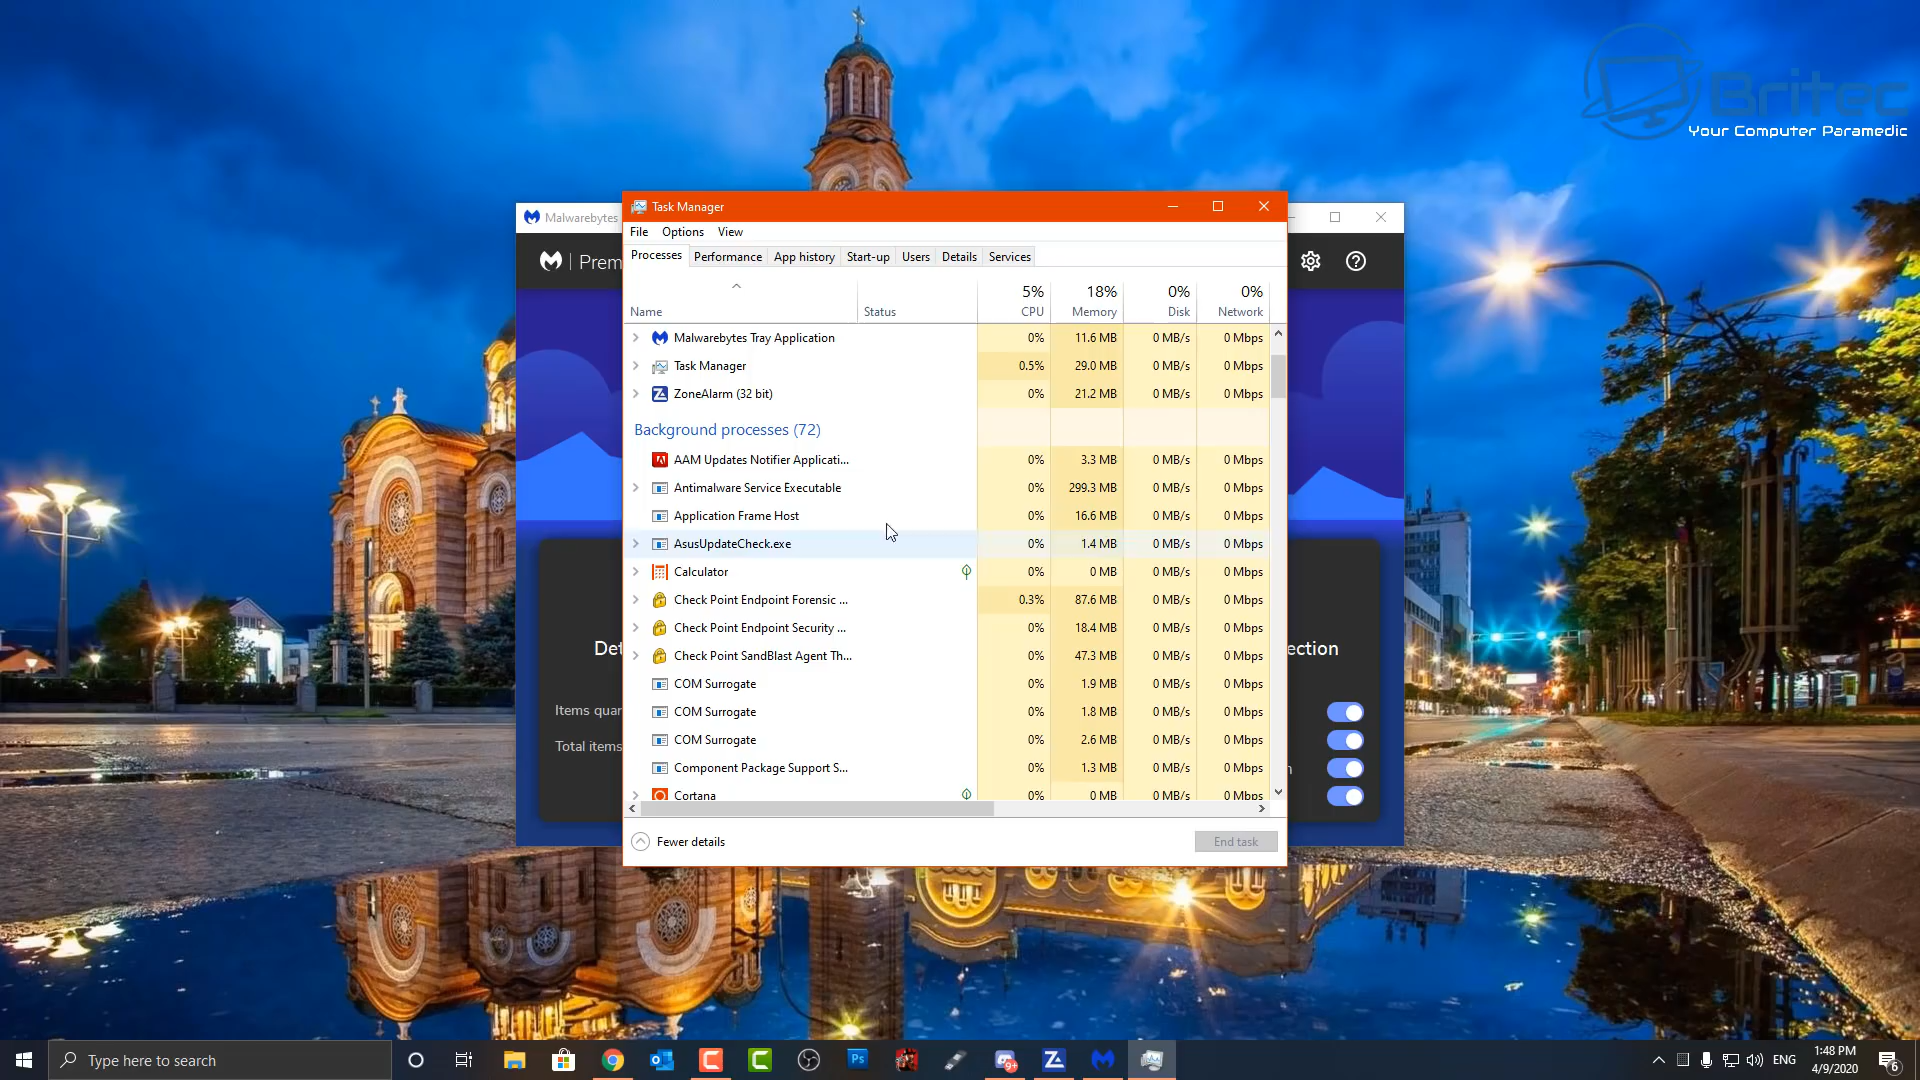 Britec
Your Computer Paramedic
Malwarebytes
Task Manager
File Options View
Prem
Processes Performance App history Start-up Users Details Services
5% 18% 0% 0%
Name Status CPU Memory Disk Network
Malwarebytes Tray Application 0% 11.6 MB 0 MB/s 0 Mbps
Task Manager 0.5% 29.0 MB 0 MB/s 0 Mbps
ZoneAlarm (32 bit) 0% 21.2 MB 0 MB/s 0 Mbps
Background processes (72)
AAM Updates Notifier Applicati... 0% 3.3 MB 0 MB/s 0 Mbps
Antimalware Service Executable 0% 299.3 MB 0 MB/s 0 Mbps
Application Frame Host 0% 16.6 MB 0 MB/s 0 Mbps
AsusUpdateCheck.exe 0% 1.4 MB 0 MB/s 0 Mbps
Calculator 0% 0 MB 0 MB/s 0 Mbps
Check Point Endpoint Forensic ... 0.3% 87.6 MB 0 MB/s 0 Mbps
Check Point Endpoint Security ... 0% 18.4 MB 0 MB/s 0 Mbps
Det
ection
Check Point SandBlast Agent Th... 0% 47.3 MB 0 MB/s 0 Mbps
COM Surrogate 0% 1.9 MB 0 MB/s 0 Mbps
Items quar
COM Surrogate 0% 1.8 MB 0 MB/s 0 Mbps
Total items
COM Surrogate 0% 2.6 MB 0 MB/s 0 Mbps
Component Package Support S... 0% 1.3 MB 0 MB/s 0 Mbps
n
Cortana 0% 0 MB 0 MB/s 0 Mbps
Fewer details End task
Type here to search
Ps
9+
ENG
1:48 PM
4/9/2020
6